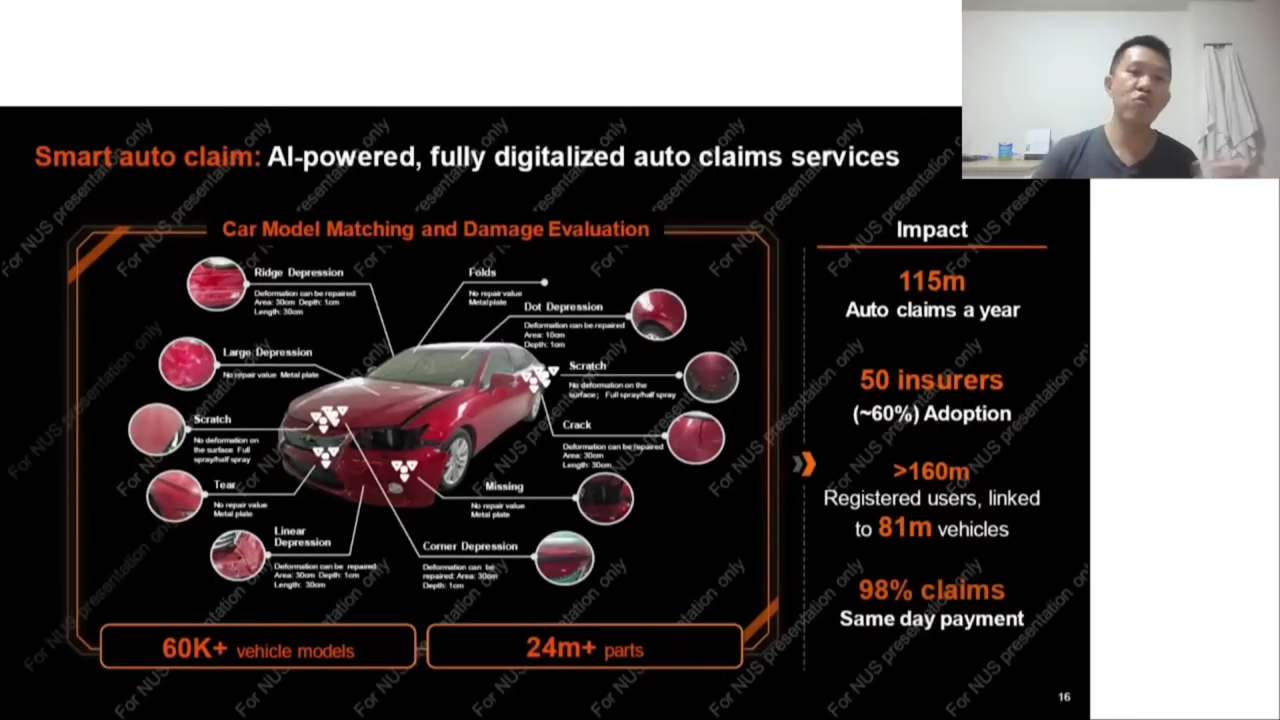 Smart auto claim: AI-powered, fully digitalized auto claims services
Car Model Matching and Damage Evaluation
Ridge Depression
Deformation can be repaired:
Area: 30cm Depth: 1cm
Length: 30cm
Folds
No repair value
Metal plate
Dot Depression
Deformation can be repaired
Area: 10cm
Depth: 1cm
Large Depression
No repair value Metal plate
Scratch
No deformation on the
surface; Full spray/half spray
Scratch
No deformation on
the surface Full
spray/half spray
Crack
Deformation can be repaired
Area: 30cm
Length: 30cm
Tear
No repair value
Metal plate
Missing
No repair value
Metal plate
Linear
Depression
Deformation can be repaired:
Area: 30cm Depth: 1cm
Length: 30cm
Corner Depression
Deformation can be
repaired: Area: 30cm
Depth: 1cm
60K+ vehicle models
24m+ parts
Impact
115m
Auto claims a year
50 insurers
(~60%) Adoption
>160m
Registered users, linked
to 81m vehicles
98% claims
Same day payment
16
For NUS presentation only